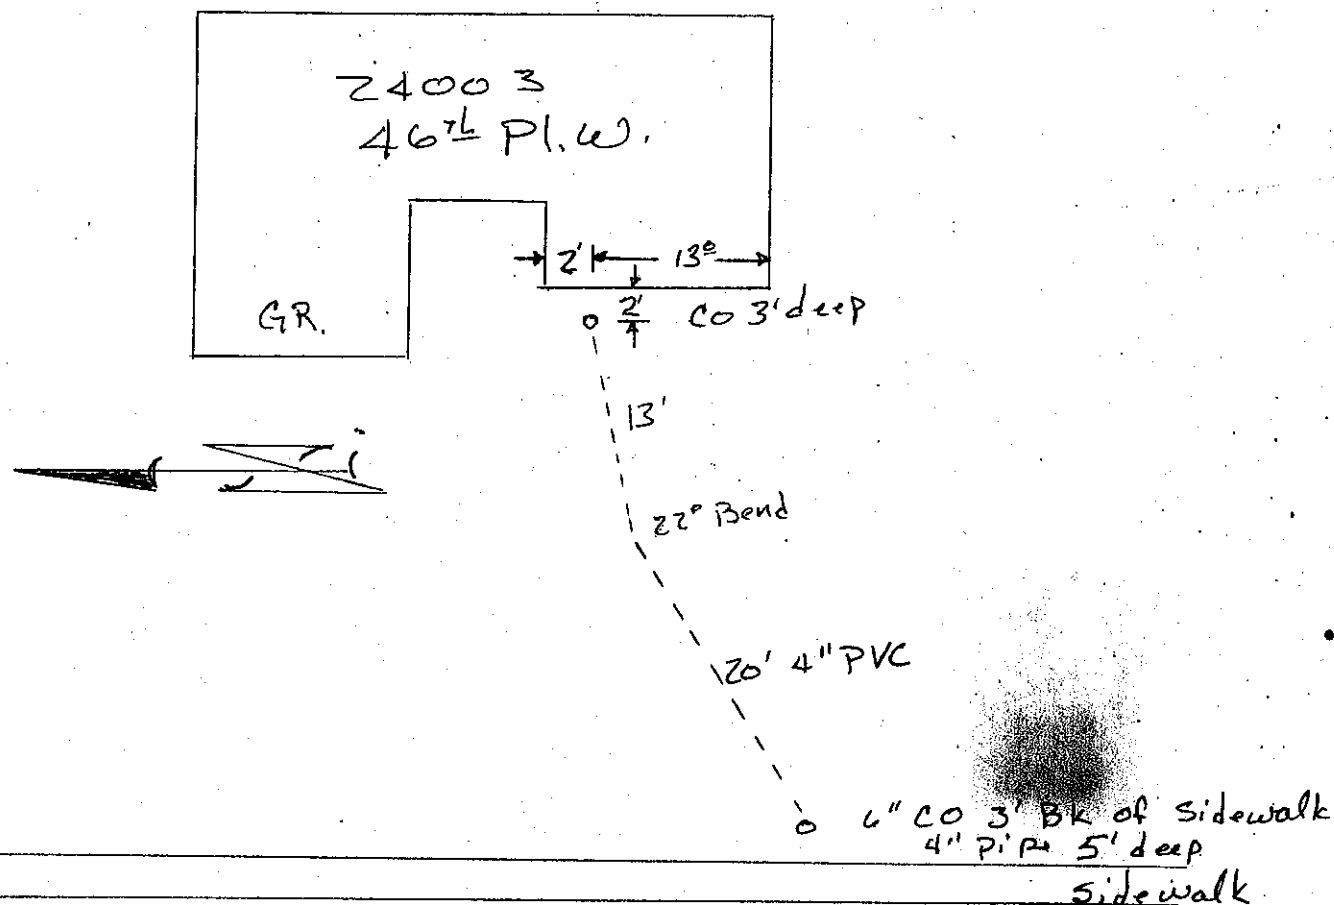 24003
46th Pl. W.
2' 13°
GR.
2' CO 3' deep
13'
22° Bend
20' 4" PVC
6" CO 3' Bk of Sidewalk
4" pipe 5' deep
Sidewalk